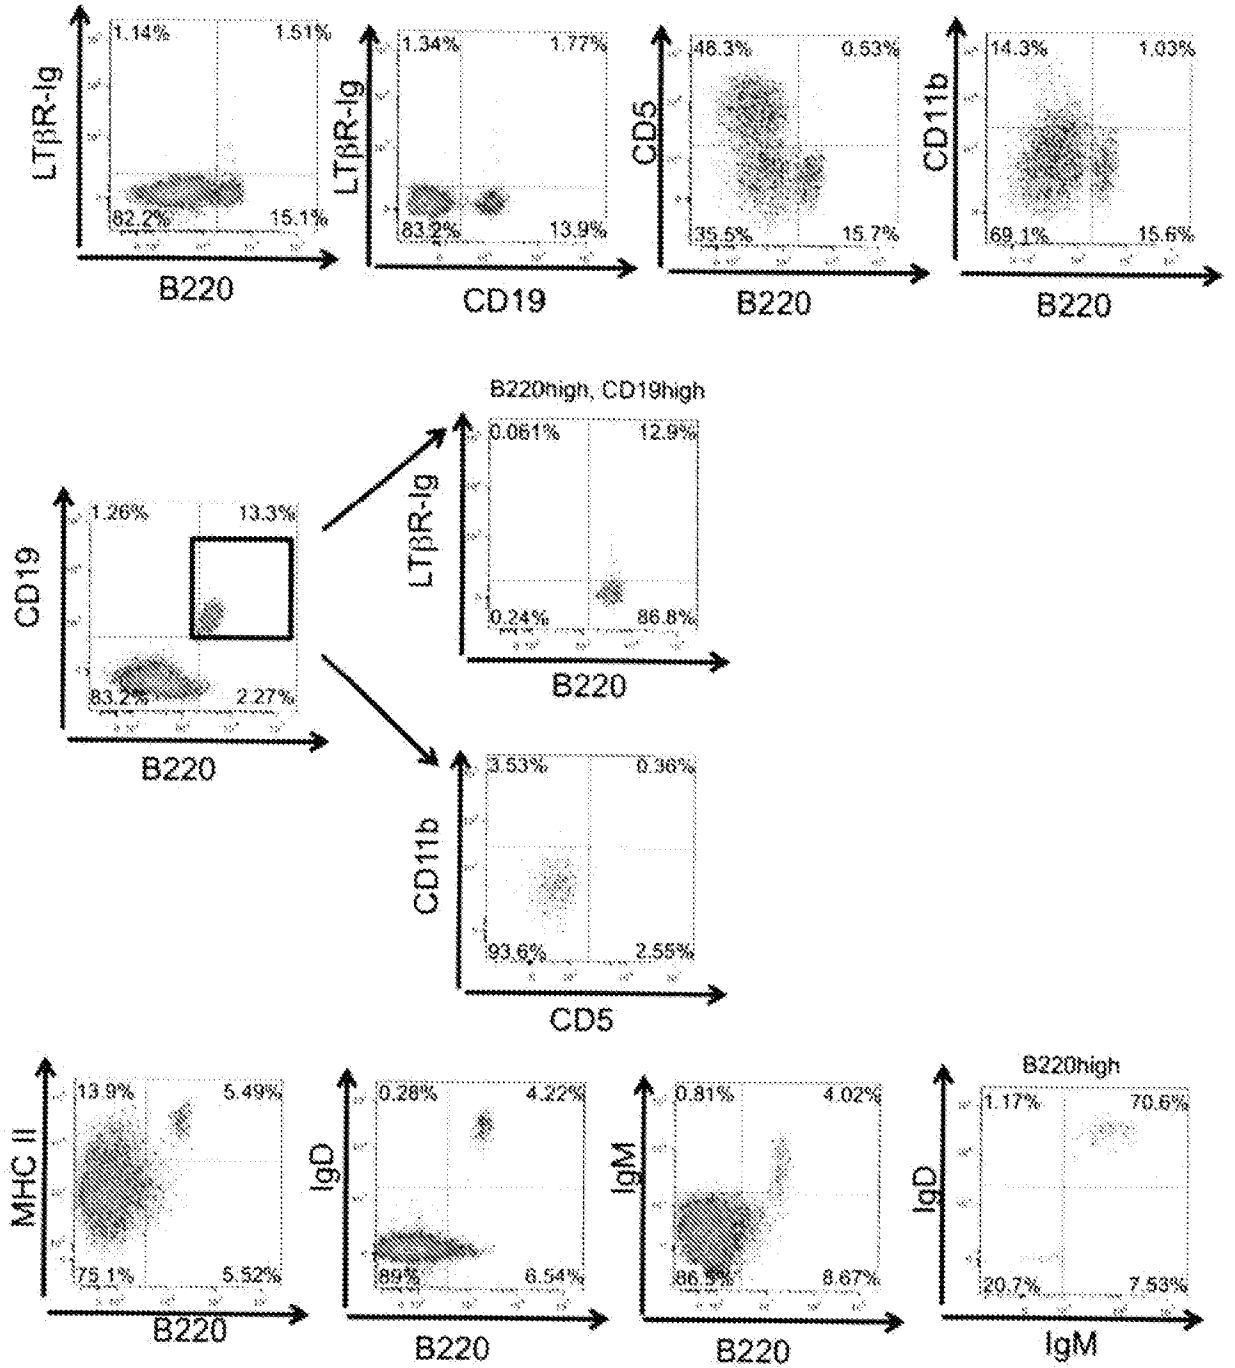 LTβR-Ig
1.14% 1.51%
82.2% 15.1%
B220
LTβR-Ig
1.34% 1.77%
83.2% 13.9%
CD19
CD5
48.3% 0.53%
35.5% 15.7%
B220
CD11b
14.3% 1.03%
69.1% 15.6%
B220
CD19
1.26% 13.3%
83.2% 2.27%
B220
B220high, CD19high
LTβR-Ig
0.061% 12.9%
0.24% 86.8%
B220
CD11b
3.53% 0.36%
93.6% 2.55%
CD5
MHC II
13.9% 5.49%
75.1% 5.52%
B220
IgD
0.28% 4.22%
89% 6.54%
B220
IgM
0.81% 4.02%
86.5% 8.67%
B220
B220high
IgD
1.17% 70.6%
20.7% 7.53%
IgM